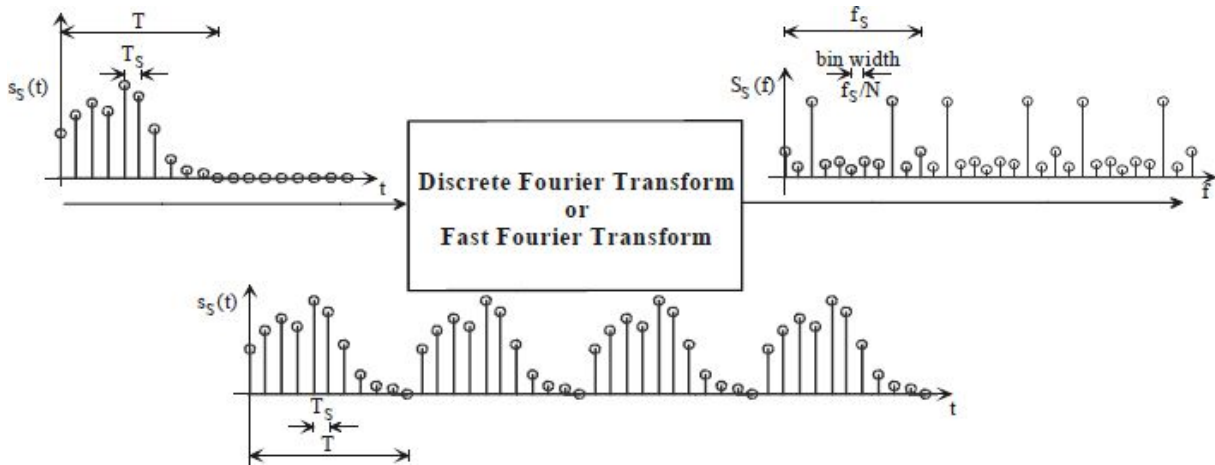 T
T_S
s_S(t)
t
Discrete Fourier Transform
or
Fast Fourier Transform
f_S
bin width
f_S/N
S_S(f)
f
s_S(t)
T_S
T
t